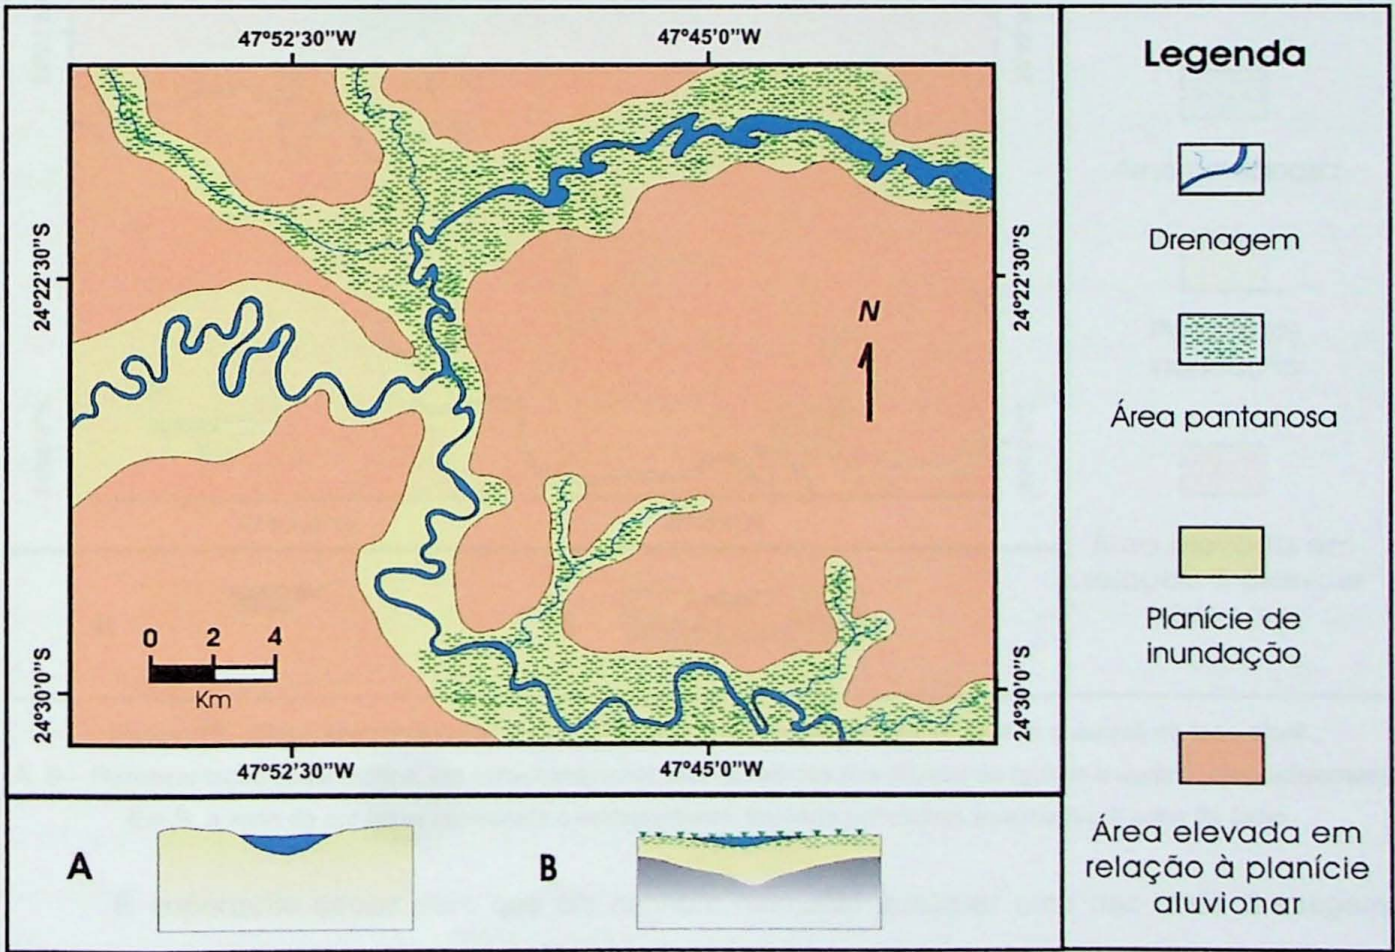 47°52'30"W
47°45'0"W
24°22'30"S
24°22'30"S
N
0 2 4
Km
24°30'0"S
24°30'0"S
47°52'30"W
47°45'0"W
Legenda
Drenagem
Área pantanosa
Planície de
inundação
Área elevada em
relação à planície
aluvionar
A
B